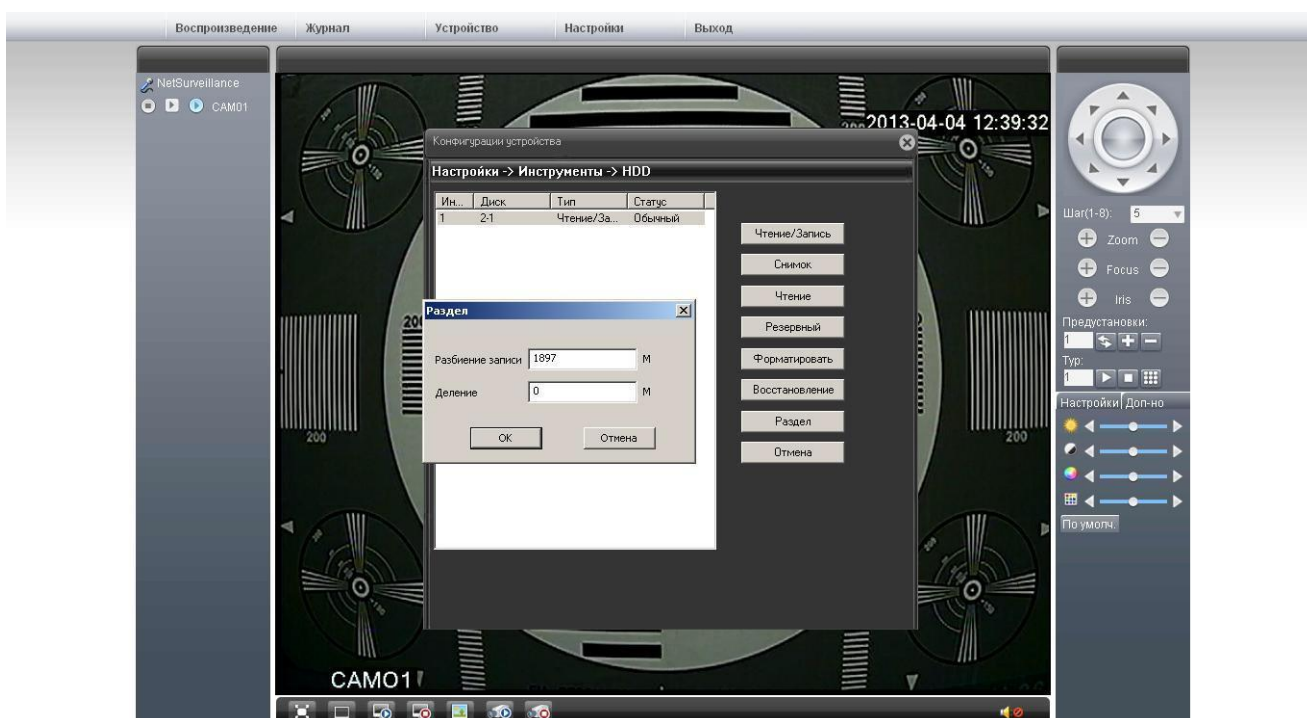 Воспроизведение Журнал Устройство Настройки Выход
NetSurveillance
CAM01
2013-04-04 12:39:32
Конфигурации устройства
Настройки -> Инструменты -> HDD
Ин... Диск Тип Статус
1 2-1 Чтение/За... Обычный
Чтение/Запись
Снимок
Чтение
Резервный
Форматировать
Восстановление
Раздел
Отмена
Раздел
Разбиение записи 1897 М
Деление 0 М
OK Отмена
200
200
200
CAM01
Шаг(1-8): 5
Zoom
Focus
Iris
Предустановки:
1
Тур:
1
Настройки Доп-но
По умолч.